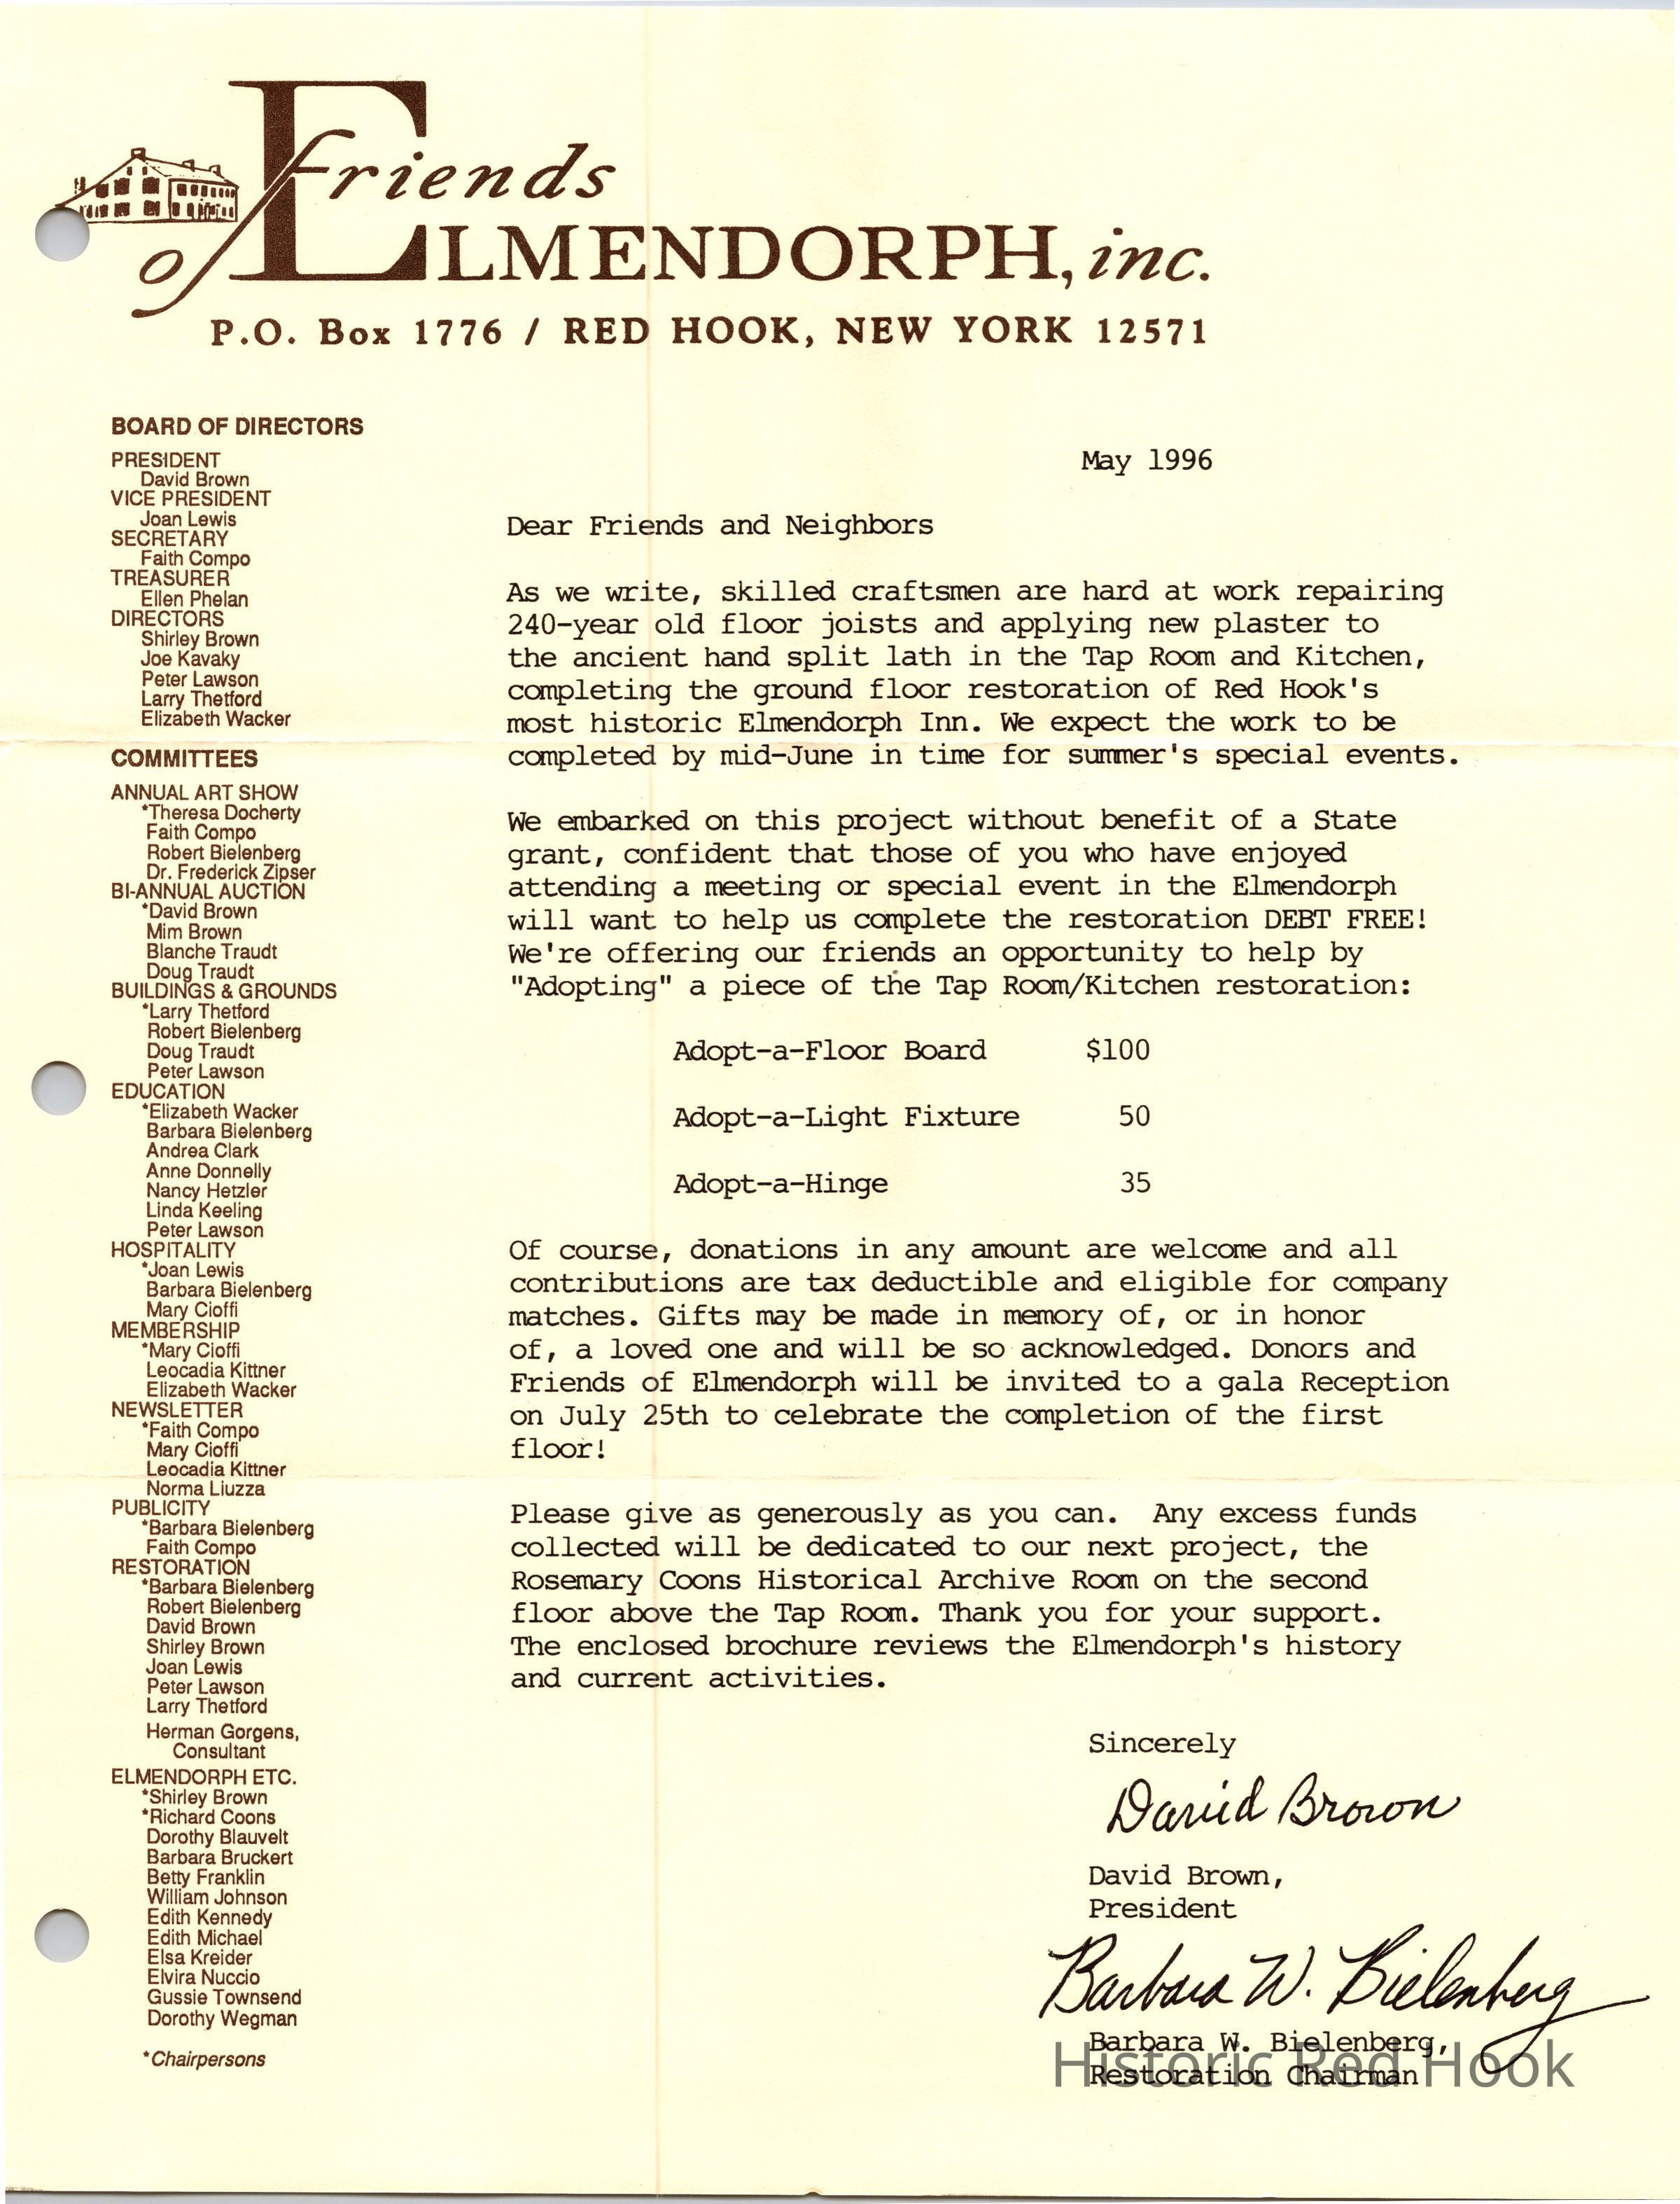 Friends
of ELMENDORPH, inc.
P.O. Box 1776 / RED HOOK, NEW YORK 12571
BOARD OF DIRECTORS
PRESIDENT
David Brown
VICE PRESIDENT
Joan Lewis
SECRETARY
Faith Compo
TREASURER
Ellen Phelan
DIRECTORS
Shirley Brown
Joe Kavaky
Peter Lawson
Larry Thetford
Elizabeth Wacker
COMMITTEES
ANNUAL ART SHOW
*Theresa Docherty
Faith Compo
Robert Bielenberg
Dr. Frederick Zipser
BI-ANNUAL AUCTION
*David Brown
Mim Brown
Blanche Traudt
Doug Traudt
BUILDINGS & GROUNDS
*Larry Thetford
Robert Bielenberg
Doug Traudt
Peter Lawson
EDUCATION
*Elizabeth Wacker
Barbara Bielenberg
Andrea Clark
Anne Donnelly
Nancy Hetzler
Linda Keeling
Peter Lawson
HOSPITALITY
*Joan Lewis
Barbara Bielenberg
Mary Cioffi
MEMBERSHIP
*Mary Cioffi
Leocadia Kittner
Elizabeth Wacker
NEWSLETTER
*Faith Compo
Mary Cioffi
Leocadia Kittner
Norma Liuzza
PUBLICITY
*Barbara Bielenberg
Faith Compo
RESTORATION
*Barbara Bielenberg
Robert Bielenberg
David Brown
Shirley Brown
Joan Lewis
Peter Lawson
Larry Thetford
Herman Gorgens,
Consultant
ELMENDORPH ETC.
*Shirley Brown
*Richard Coons
Dorothy Blauvelt
Barbara Bruckert
Betty Franklin
William Johnson
Edith Kennedy
Edith Michael
Elsa Kreider
Elvira Nuccio
Gussie Townsend
Dorothy Wegman
*Chairpersons
May 1996
Dear Friends and Neighbors
As we write, skilled craftsmen are hard at work repairing
240-year old floor joists and applying new plaster to
the ancient hand split lath in the Tap Room and Kitchen,
completing the ground floor restoration of Red Hook's
most historic Elmendorph Inn. We expect the work to be
completed by mid-June in time for summer's special events.
We embarked on this project without benefit of a State
grant, confident that those of you who have enjoyed
attending a meeting or special event in the Elmendorph
will want to help us complete the restoration DEBT FREE!
We're offering our friends an opportunity to help by
"Adopting" a piece of the Tap Room/Kitchen restoration:
Adopt-a-Floor Board $100
Adopt-a-Light Fixture 50
Adopt-a-Hinge 35
Of course, donations in any amount are welcome and all
contributions are tax deductible and eligible for company
matches. Gifts may be made in memory of, or in honor
of, a loved one and will be so acknowledged. Donors and
Friends of Elmendorph will be invited to a gala Reception
on July 25th to celebrate the completion of the first
floor!
Please give as generously as you can. Any excess funds
collected will be dedicated to our next project, the
Rosemary Coons Historical Archive Room on the second
floor above the Tap Room. Thank you for your support.
The enclosed brochure reviews the Elmendorph's history
and current activities.
Sincerely
David Brown
David Brown,
President
Barbara W. Bielenberg
Barbara W. Bielenberg,
Restoration Chairman
Historic Red Hook